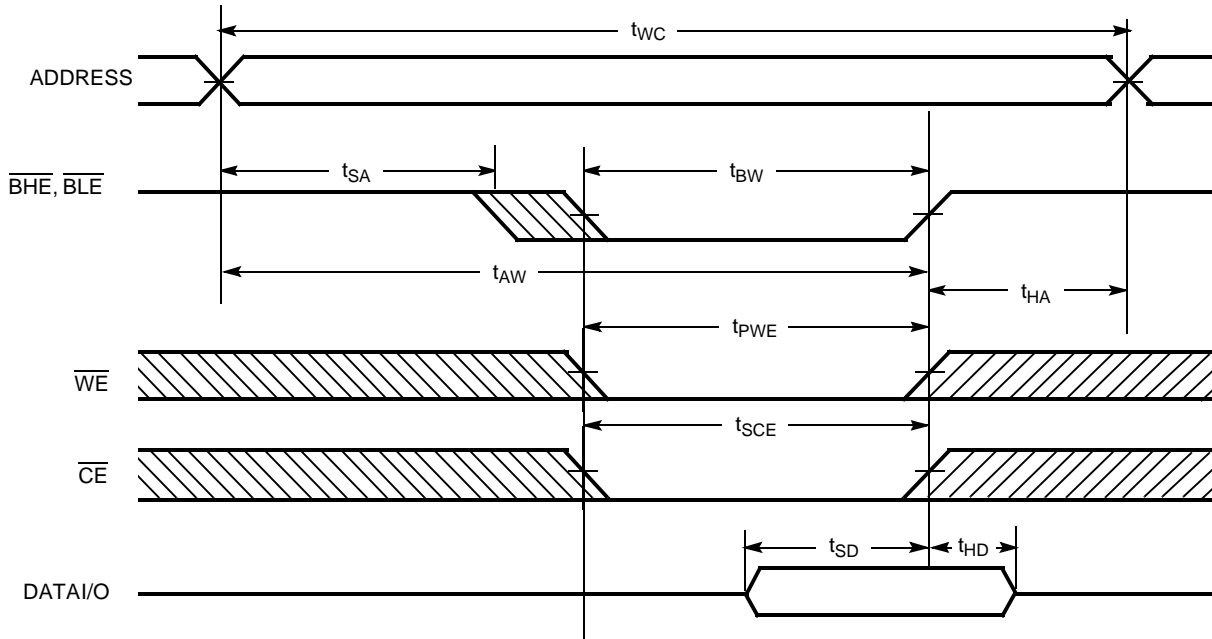 tWC
ADDRESS
tSA
tBW
BHE, BLE
tAW
tHA
tPWE
WE
tSCE
CE
tSD
tHD
DATAI/O